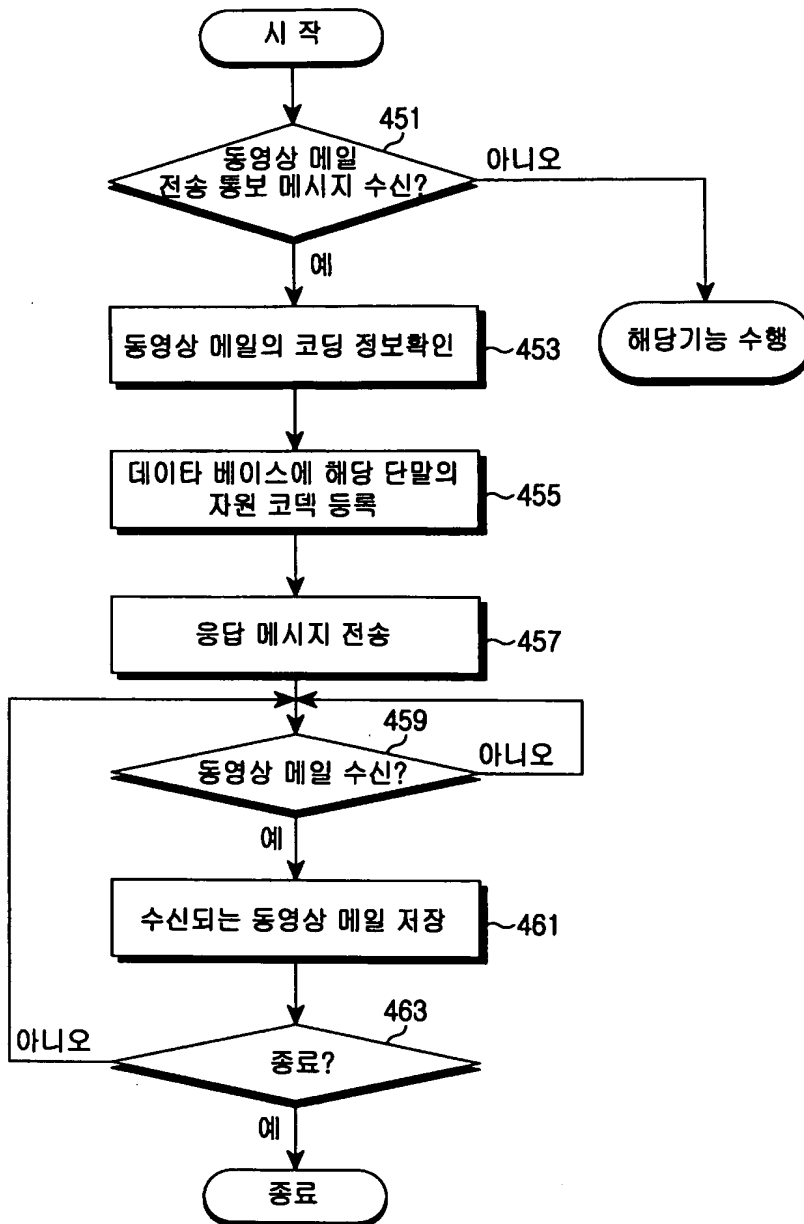 시 작
451
동영상 메일
전송 통보 메시지 수신?
아니오
예
동영상 메일의 코딩 정보확인
453
해당기능 수행
데이타 베이스에 해당 단말의
자원 코덱 등록
455
응답 메시지 전송
457
459
동영상 메일 수신?
아니오
예
수신되는 동영상 메일 저장
461
463
아니오
종료?
예
종료